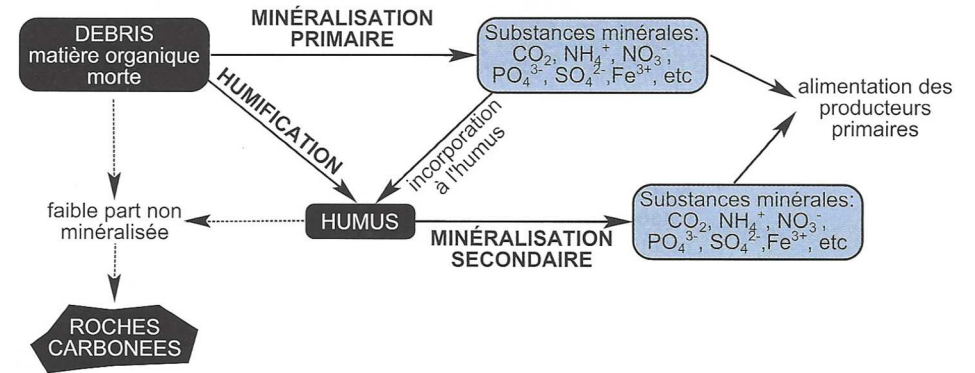 DEBRIS
matière organique
morte
MINÉRALISATION
PRIMAIRE
Substances minérales:
CO₂, NH₄⁺, NO₃⁻
PO₄³⁻, SO₄²⁻,Fe³⁺, etc
alimentation des
producteurs
primaires
HUMIFICATION
incorporation
à l'humus
faible part non
minéralisée
HUMUS
MINÉRALISATION
SECONDAIRE
Substances minérales:
CO₂, NH₄⁺, NO₃⁻,
PO₄³⁻, SO₄²⁻,Fe³⁺, etc
ROCHES
CARBONEES